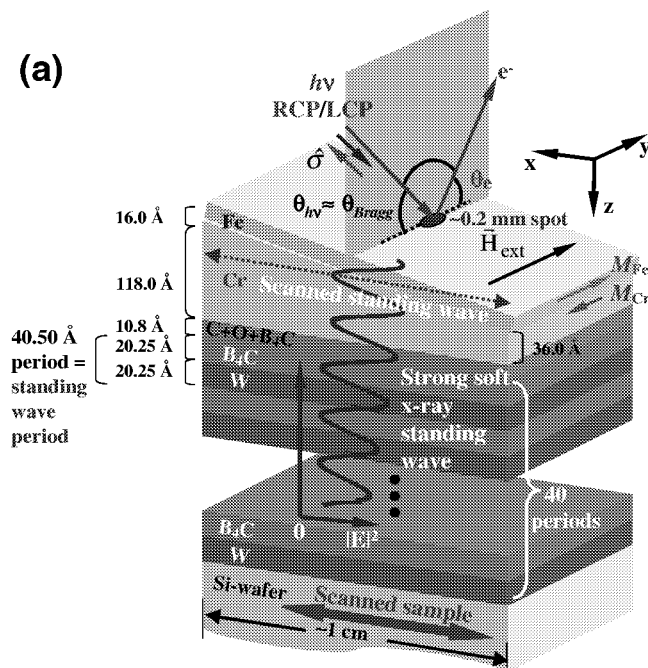 (a)
hν
RCP/LCP
e-
σ̂
θe
θhν≈ θBragg
~0.2 mm spot
x
y
z
H⃗ext
16.0 Å
Fe
MFe
MCr
118.0 Å
Cr
Scanned standing wave
10.8 Å
C+O+B4C
36.0 Å
40.50 Å
period =
standing
wave
period
20.25 Å
B4C
20.25 Å
W
Strong soft
x-ray
standing
wave
40
periods
B4C
W
0
|E|2
Si-wafer
Scanned sample
~1 cm